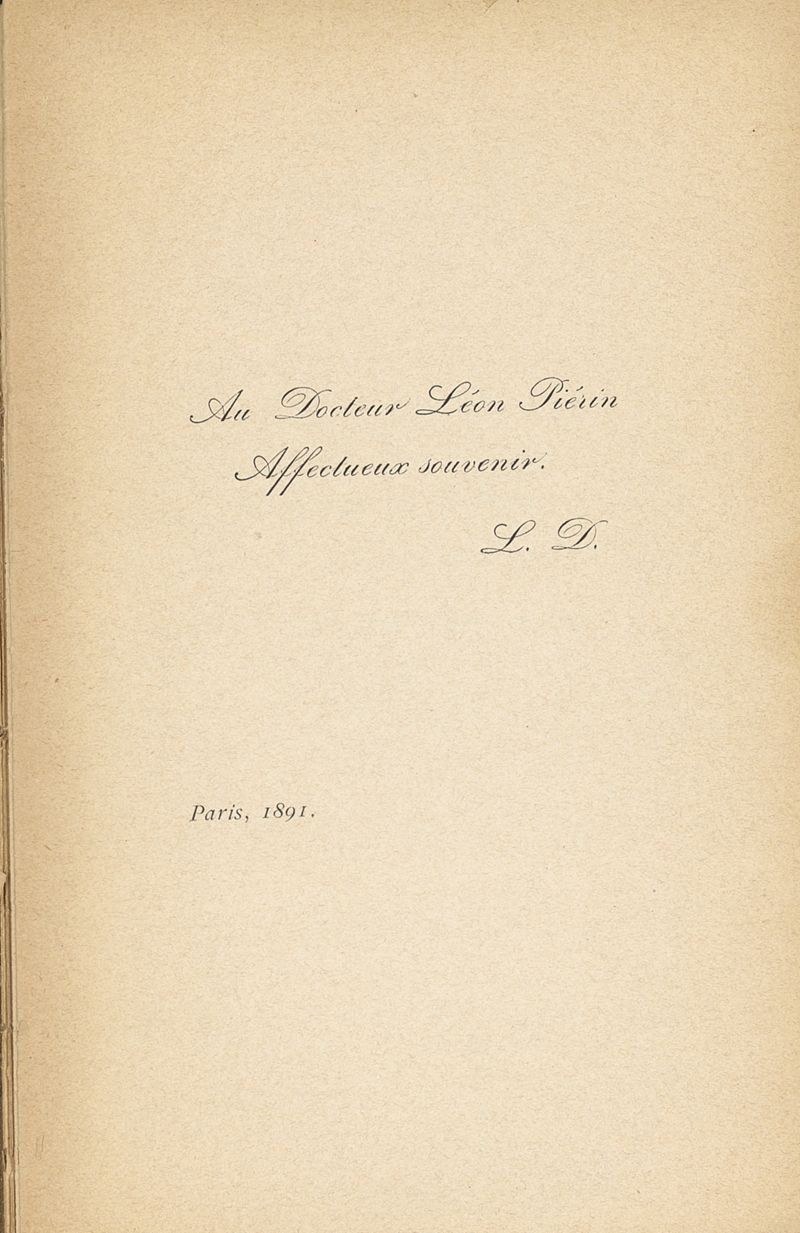 Au Docteur Léon Piérin
Affectueux souvenir.
L. D.
Paris, 1891.